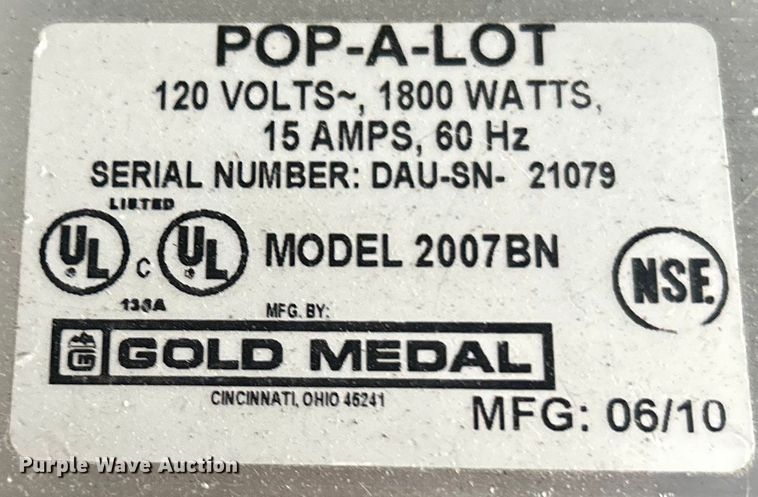 POP-A-LOT
120 VOLTS~, 1800 WATTS,
15 AMPS, 60 Hz
SERIAL NUMBER: DAU-SN- 21079
LISTED
UL c UL MODEL 2007BN NSF.
138A
MFG. BY:
GOLD MEDAL
CINCINNATI, OHIO 45241
MFG: 06/10
Purple Wave Auction